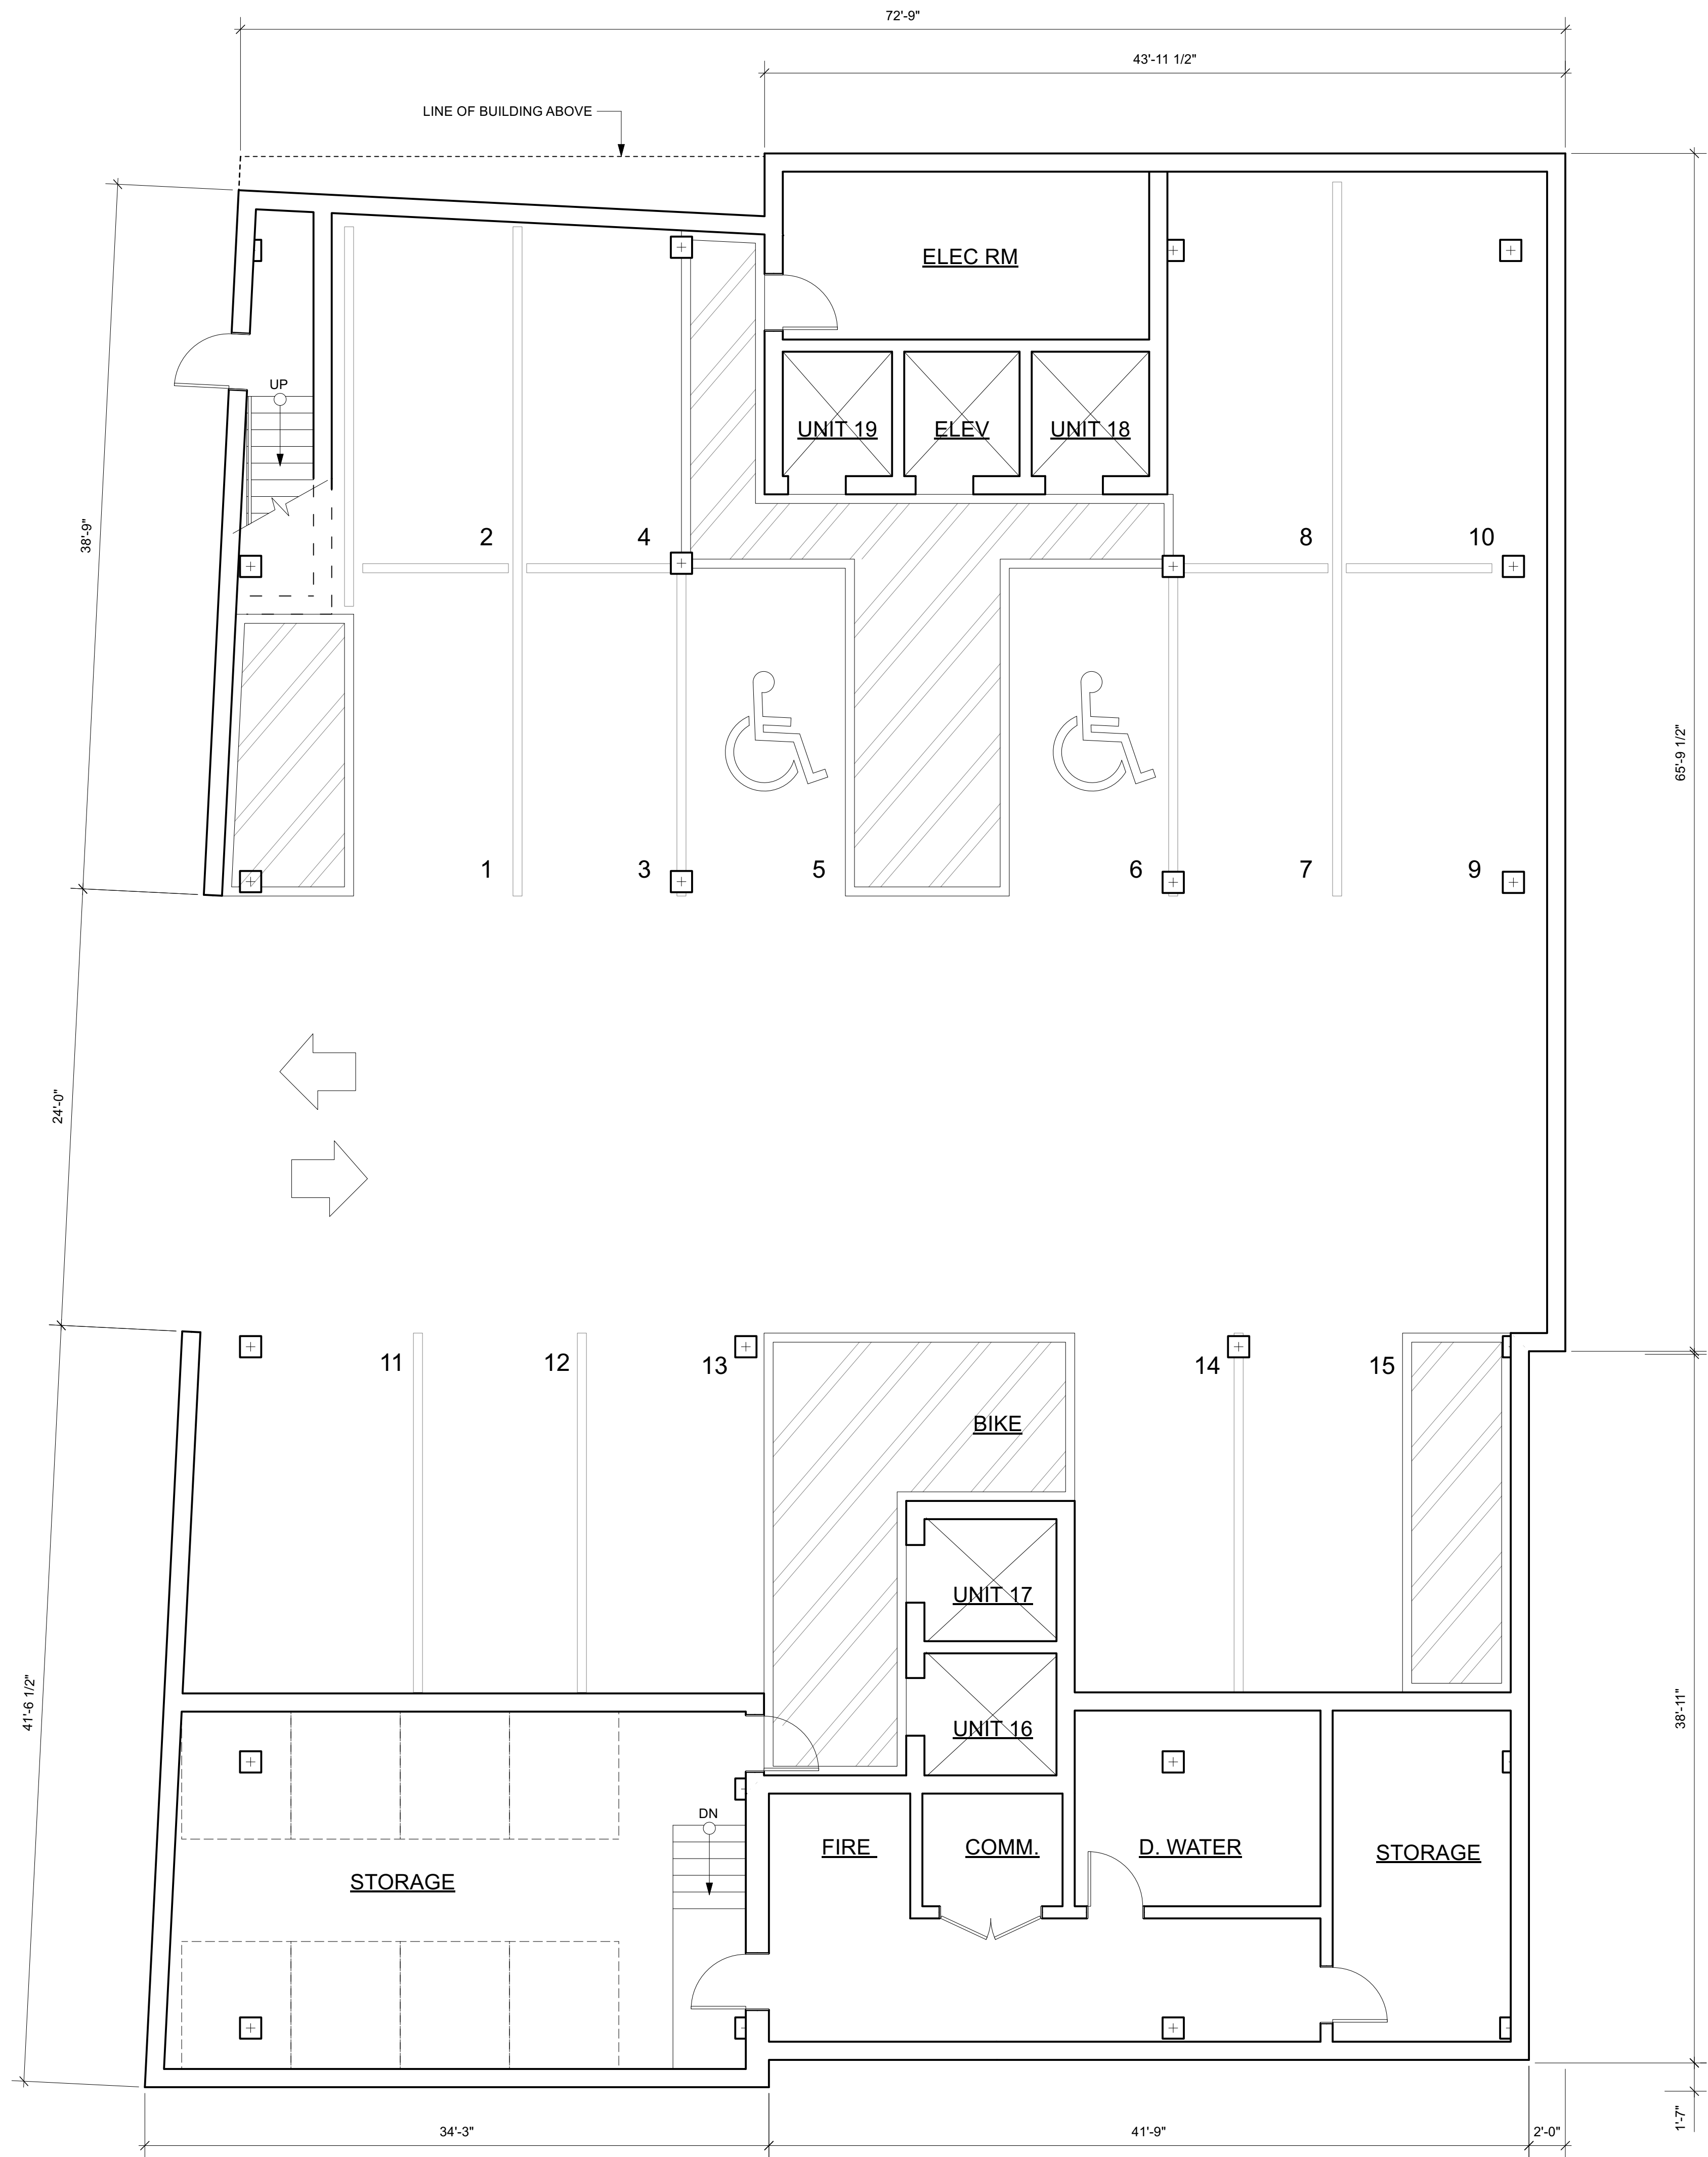 72'-9"
43'-11 1/2"
LINE OF BUILDING ABOVE
ELEC RM
UP
UNIT 19
ELEV
UNIT 18
38'-9"
2
4
8
10
65'-9 1/2"
1
3
5
6
7
9
24'-0"
11
12
13
14
15
BIKE
UNIT 17
41'-6 1/2"
38'-11"
UNIT 16
DN
FIRE
COMM.
D. WATER
STORAGE
STORAGE
34'-3"
41'-9"
2'-0"
1'-7"